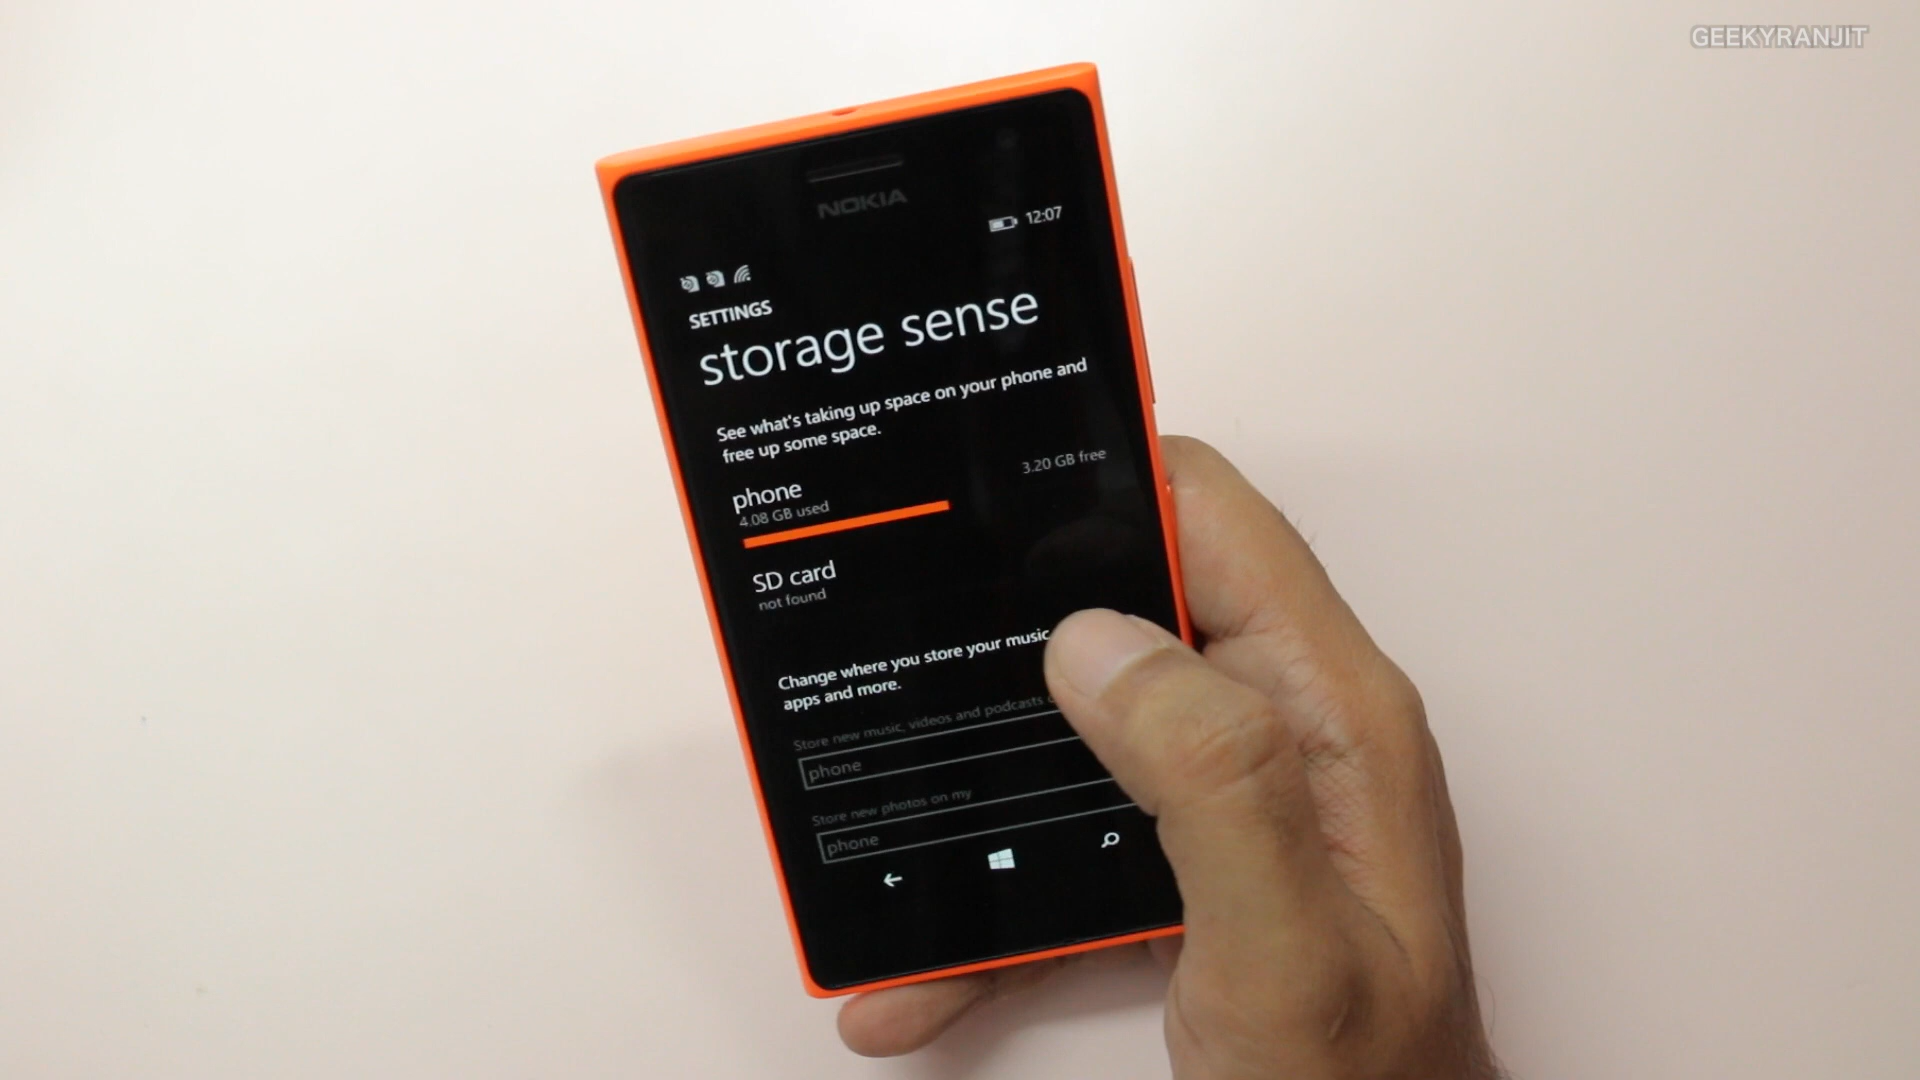 GEEKYRANJIT
NOKIA
12:07
SETTINGS
storage sense
See what's taking up space on your phone and
free up some space.
phone
4.08 GB used
3.20 GB free
SD card
not found
Change where you store your music
apps and more.
Store new music, videos and podcasts
phone
Store new photos on my
phone